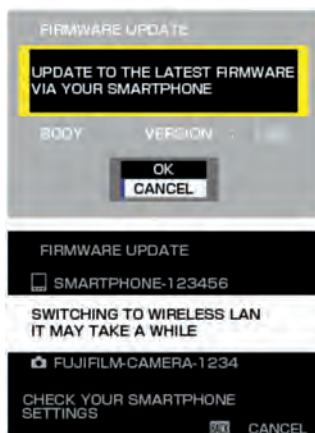 FIRMWARE UPDATE
UPDATE TO THE LATEST FIRMWARE
VIA YOUR SMARTPHONE
BODY VERSION :
OK
CANCEL
FIRMWARE UPDATE
SMARTPHONE-123456
SWITCHING TO WIRELESS LAN
IT MAY TAKE A WHILE
FUJIFILM-CAMERA-1234
CHECK YOUR SMARTPHONE
SETTINGS
BACK CANCEL